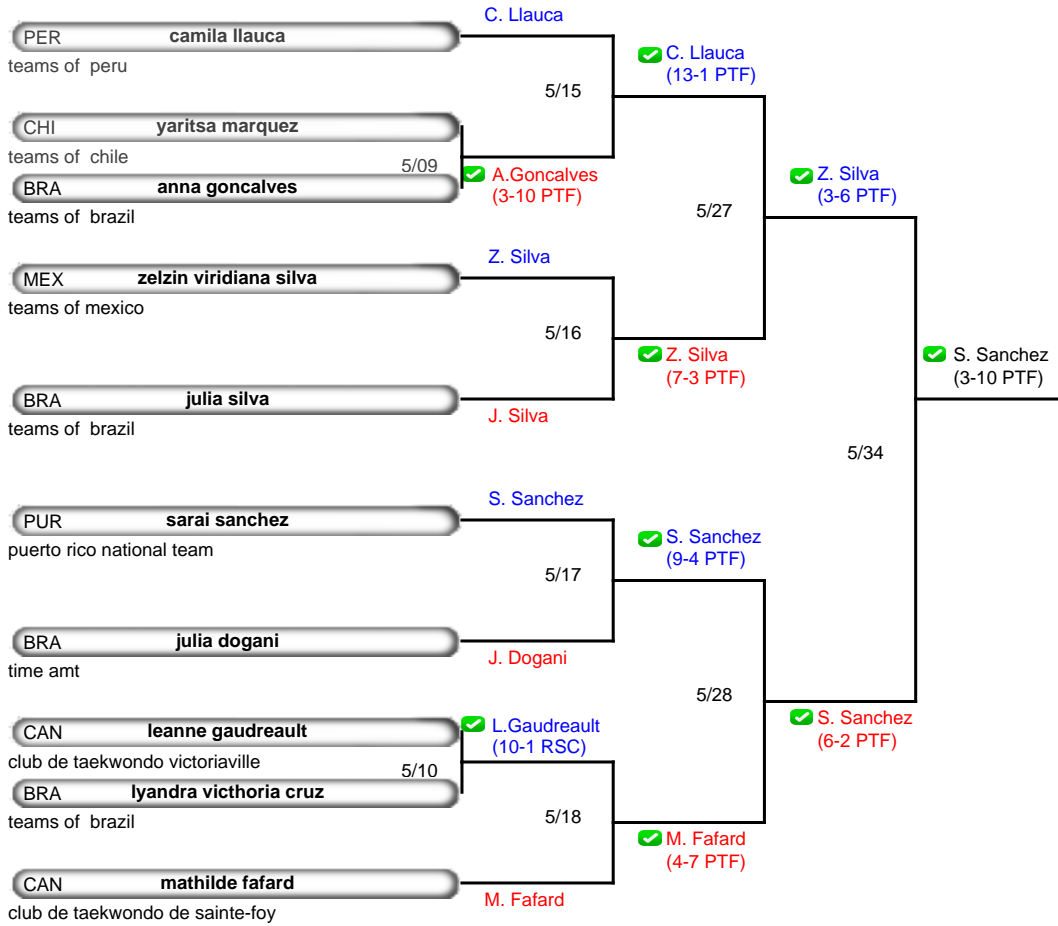 C. Llauca
PER camila llauca
teams of peru
C. Llauca
(13-1 PTF)
5/15
CHI yaritsa marquez
teams of chile
5/09
BRA anna goncalves
teams of brazil
A.Goncalves
(3-10 PTF)
Z. Silva
(3-6 PTF)
5/27
Z. Silva
MEX zelzin viridiana silva
teams of mexico
5/16
Z. Silva
(7-3 PTF)
BRA julia silva
teams of brazil
J. Silva
S. Sanchez
(3-10 PTF)
5/34
S. Sanchez
PUR sarai sanchez
puerto rico national team
S. Sanchez
(9-4 PTF)
5/17
BRA julia dogani
time amt
J. Dogani
5/28
S. Sanchez
(6-2 PTF)
CAN leanne gaudreault
club de taekwondo victoriaville
L.Gaudreault
(10-1 RSC)
5/10
BRA lyandra victhoria cruz
teams of brazil
5/18
M. Fafard
(4-7 PTF)
CAN mathilde fafard
club de taekwondo de sainte-foy
M. Fafard